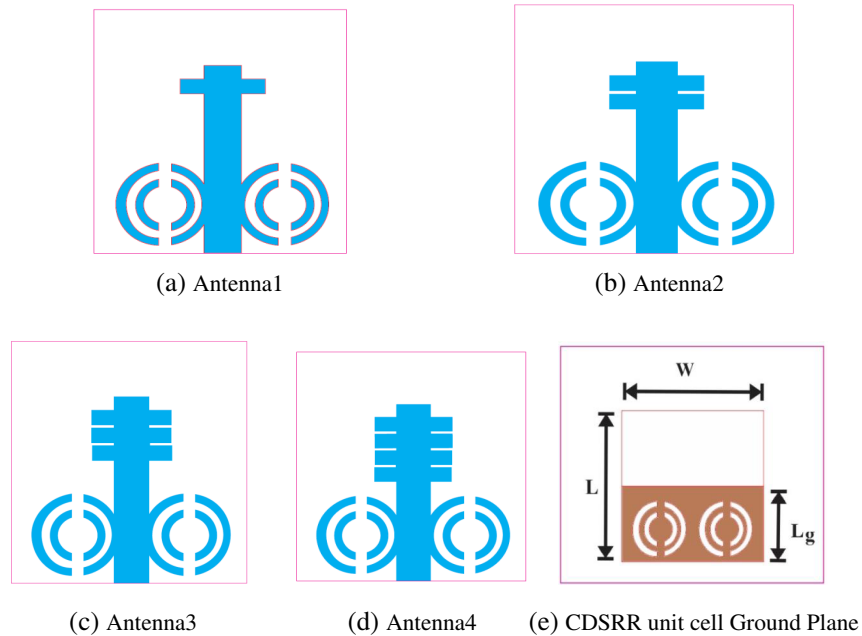 (a) Antenna1
(b) Antenna2
W
L
Lg
(c) Antenna3
(d) Antenna4
(e) CDSRR unit cell Ground Plane